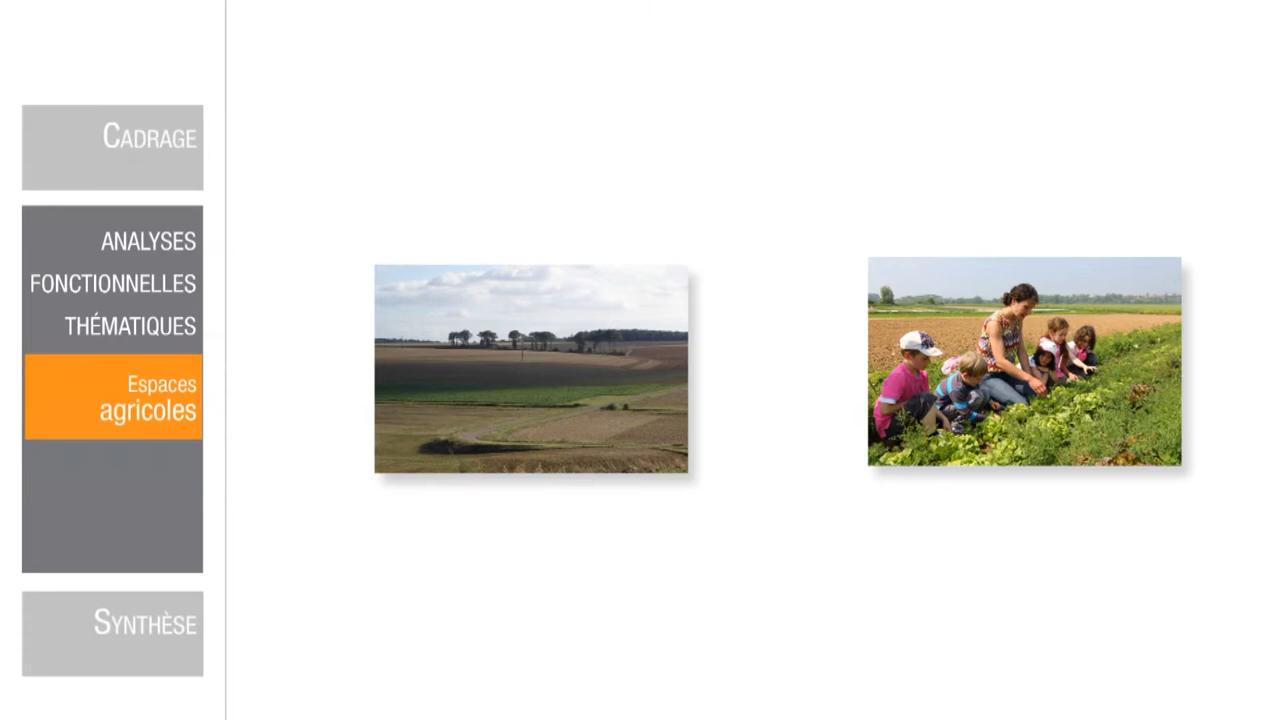 CADRAGE
ANALYSES
FONCTIONNELLES
THÉMATIQUES
Espaces
agricoles
SYNTHÈSE